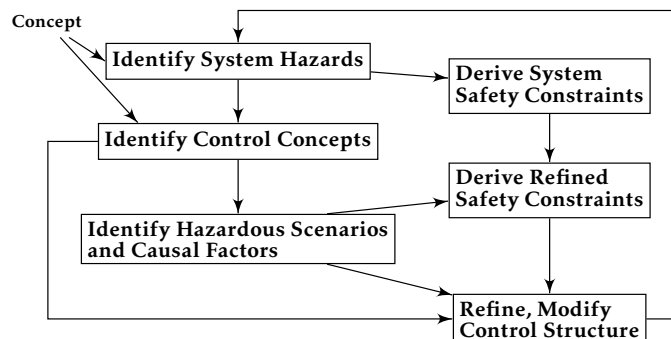 Concept
Identify System Hazards
Derive System
Safety Constraints
Identify Control Concepts
Derive Refined
Safety Constraints
Identify Hazardous Scenarios
and Causal Factors
Refine, Modify
Control Structure